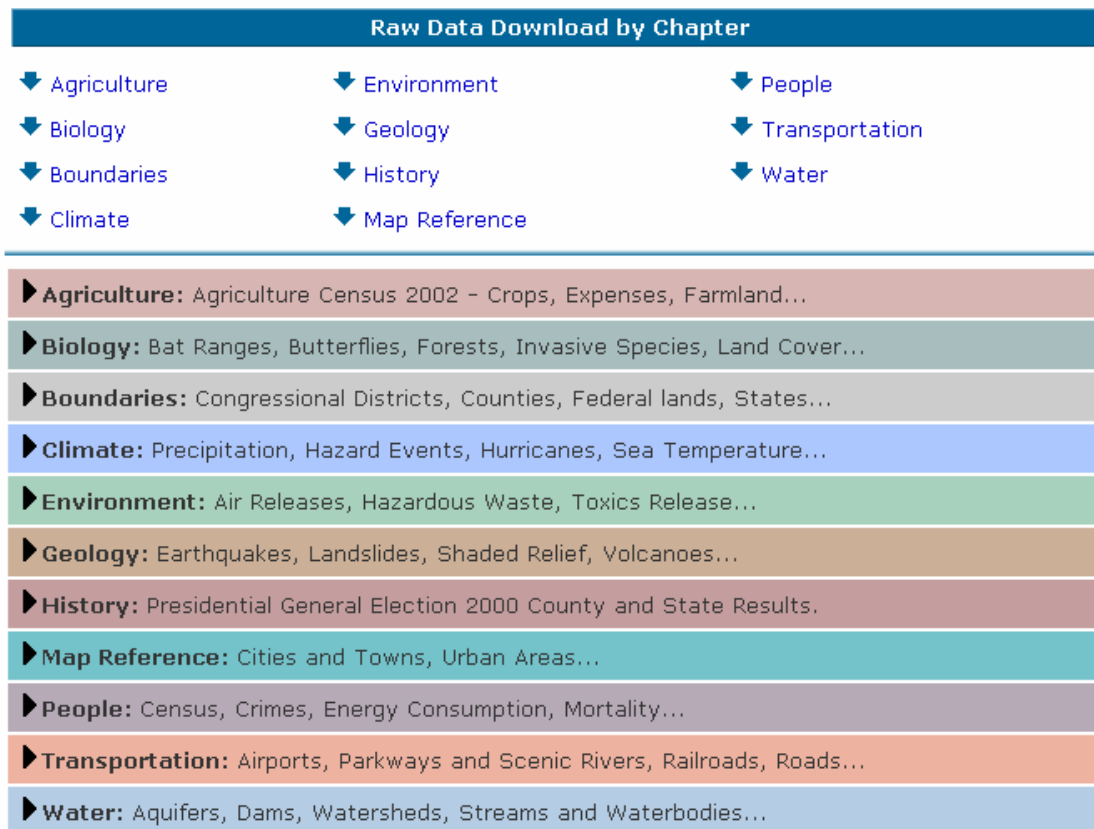 Raw Data Download by Chapter
Agriculture Environment People
Biology Geology Transportation
Boundaries History Water
Climate Map Reference
Agriculture: Agriculture Census 2002 - Crops, Expenses, Farmland...
Biology: Bat Ranges, Butterflies, Forests, Invasive Species, Land Cover...
Boundaries: Congressional Districts, Counties, Federal lands, States...
Climate: Precipitation, Hazard Events, Hurricanes, Sea Temperature...
Environment: Air Releases, Hazardous Waste, Toxics Release...
Geology: Earthquakes, Landslides, Shaded Relief, Volcanoes...
History: Presidential General Election 2000 County and State Results.
Map Reference: Cities and Towns, Urban Areas...
People: Census, Crimes, Energy Consumption, Mortality...
Transportation: Airports, Parkways and Scenic Rivers, Railroads, Roads...
Water: Aquifers, Dams, Watersheds, Streams and Waterbodies...